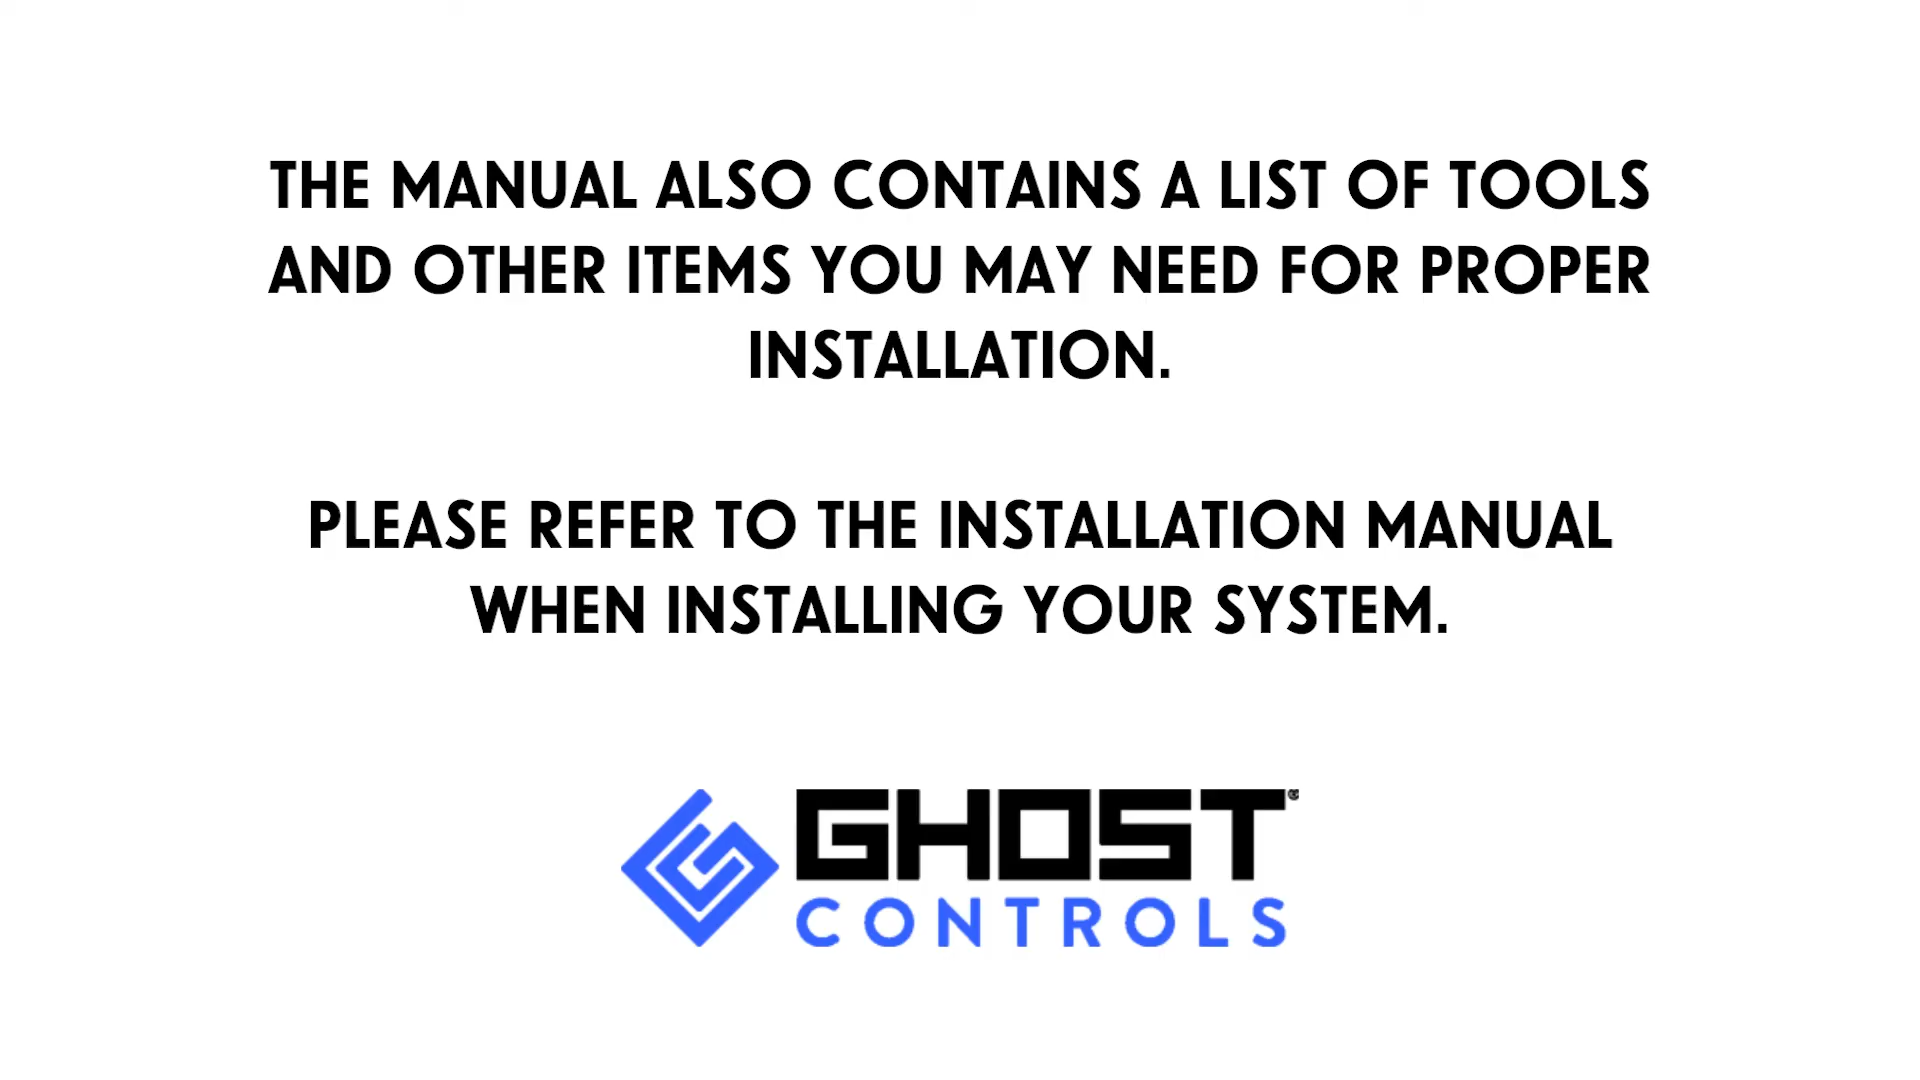 THE MANUAL ALSO CONTAINS A LIST OF TOOLS
AND OTHER ITEMS YOU MAY NEED FOR PROPER
INSTALLATION.
PLEASE REFER TO THE INSTALLATION MANUAL
WHEN INSTALLING YOUR SYSTEM.
GHOST
CONTROLS